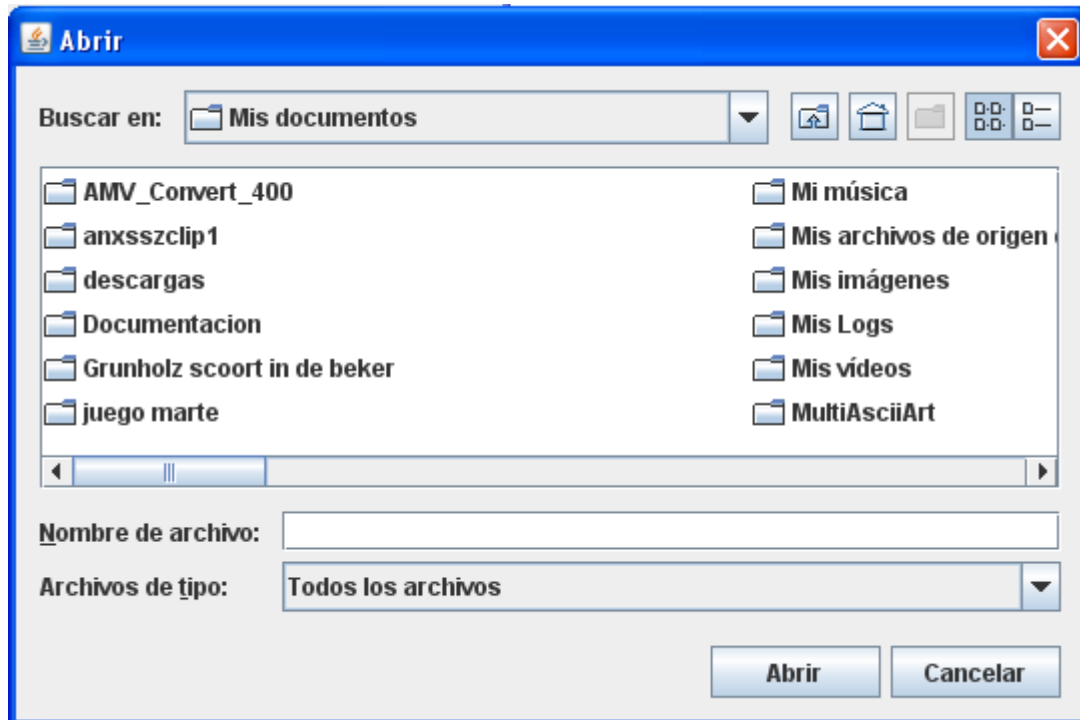 Abrir
Buscar en: Mis documentos
AMV_Convert_400
anxsszclip1
descargas
Documentacion
Grunholz scoort in de beker
juego marte
Mi música
Mis archivos de origen
Mis imágenes
Mis Logs
Mis vídeos
MultiAsciiArt
Nombre de archivo:
Archivos de tipo: Todos los archivos
Abrir Cancelar